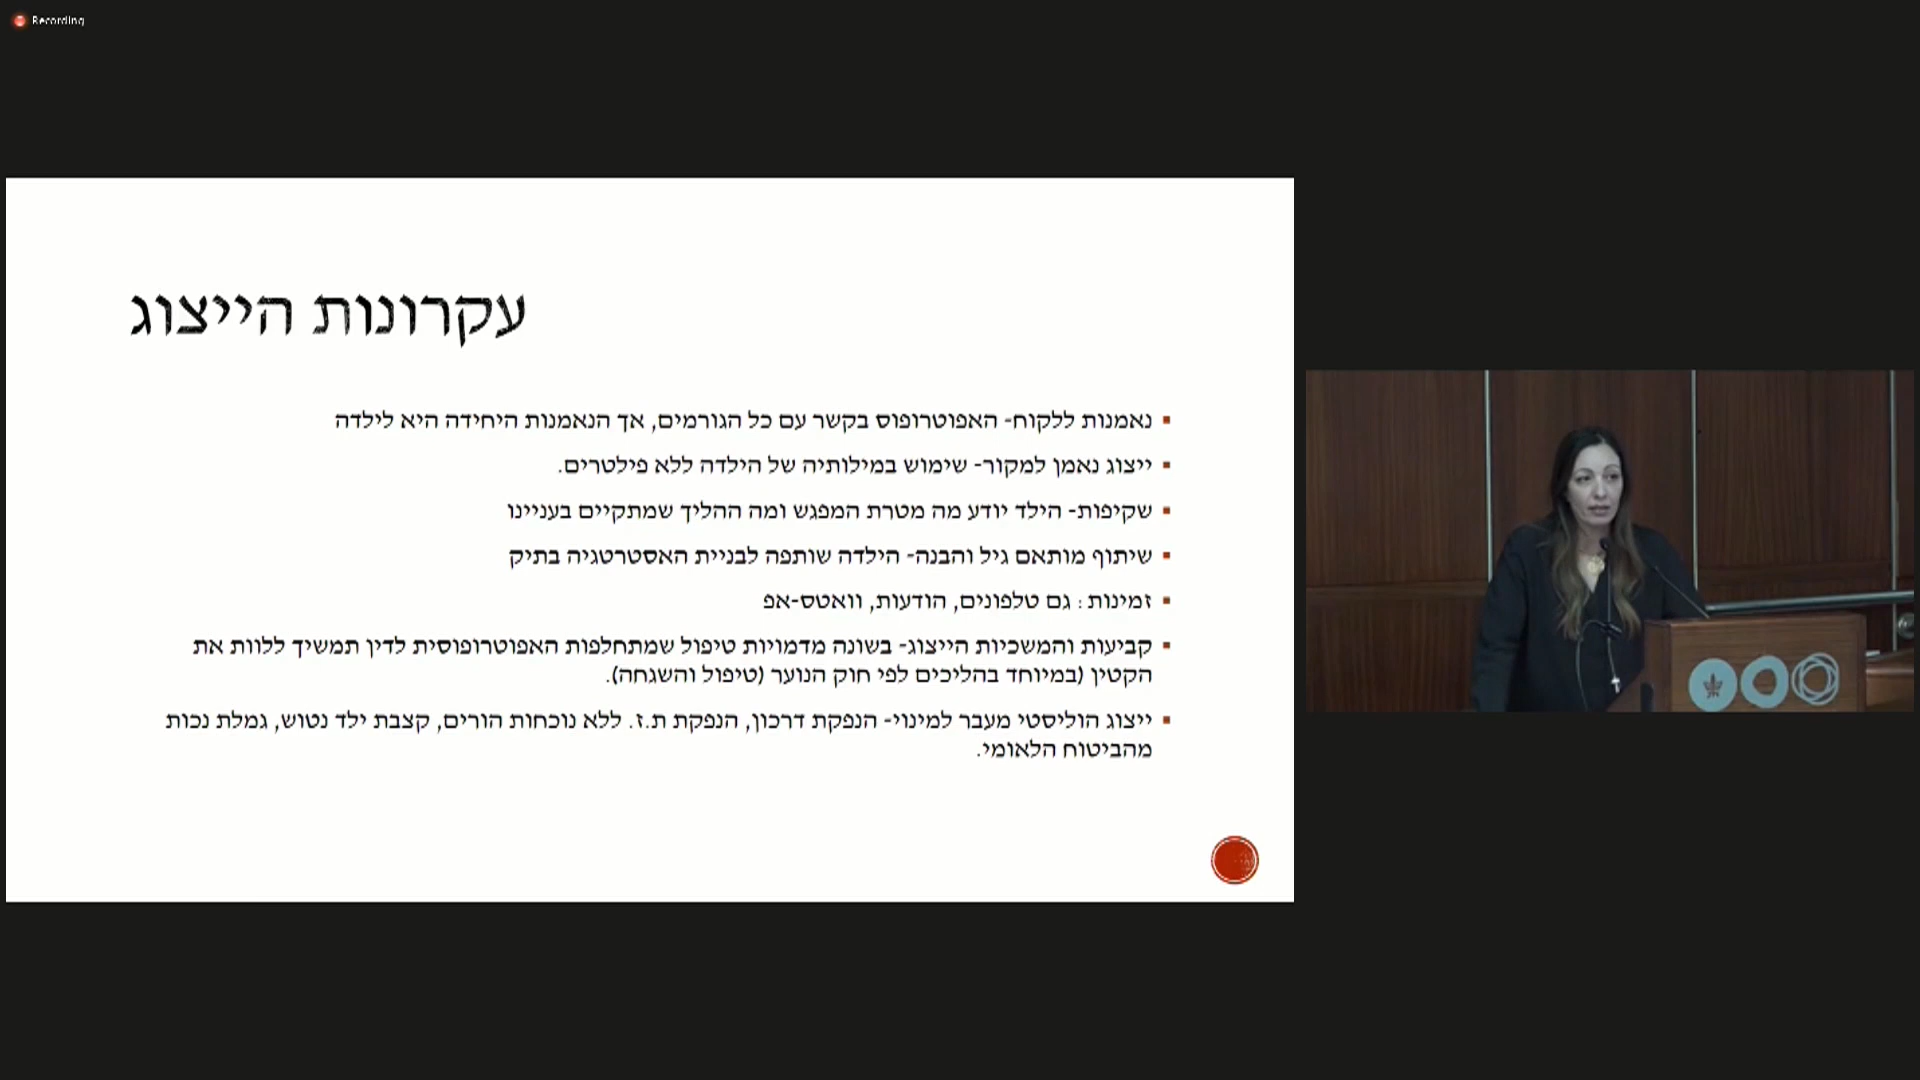 Recording
עקרונות הייצוג
נאמנות ללקוח- האפוטרופוס בקשר עם כל הגורמים, אך הנאמנות היחידה היא לילדה
ייצוג נאמן למקור- שימוש במילותיה של הילדה ללא פילטרים.
שקיפות- הילד יודע מה מטרת המפגש ומה ההליך שמתקיים בעניינו
שיתוף מותאם גיל והבנה- הילדה שותפה לבניית האסטרטגיה בתיק
זמינות: גם טלפונים, הודעות, וואטס-אפ
קביעות והמשכיות הייצוג- בשונה מדמויות טיפול שמתחלפות האפוטרופוסית לדין תמשיך ללוות את
הקטין (במיוחד בהליכים לפי חוק הנוער (טיפול והשגחה).
ייצוג הוליסטי מעבר למינוי- הנפקת דרכון, הנפקת ת.ז. ללא נוכחות הורים, קצבת ילד נטוש, גמלת נכות
מהביטוח הלאומי.